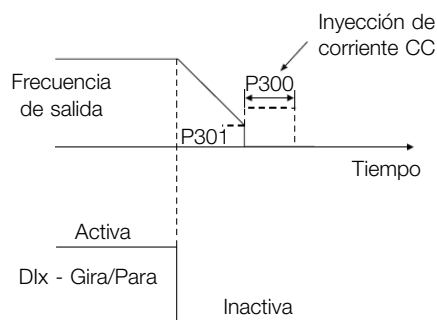 Inyección de
corriente CC
P300
Frecuencia
de salida
P301
Tiempo
Activa
DIx - Gira/Para
Inactiva